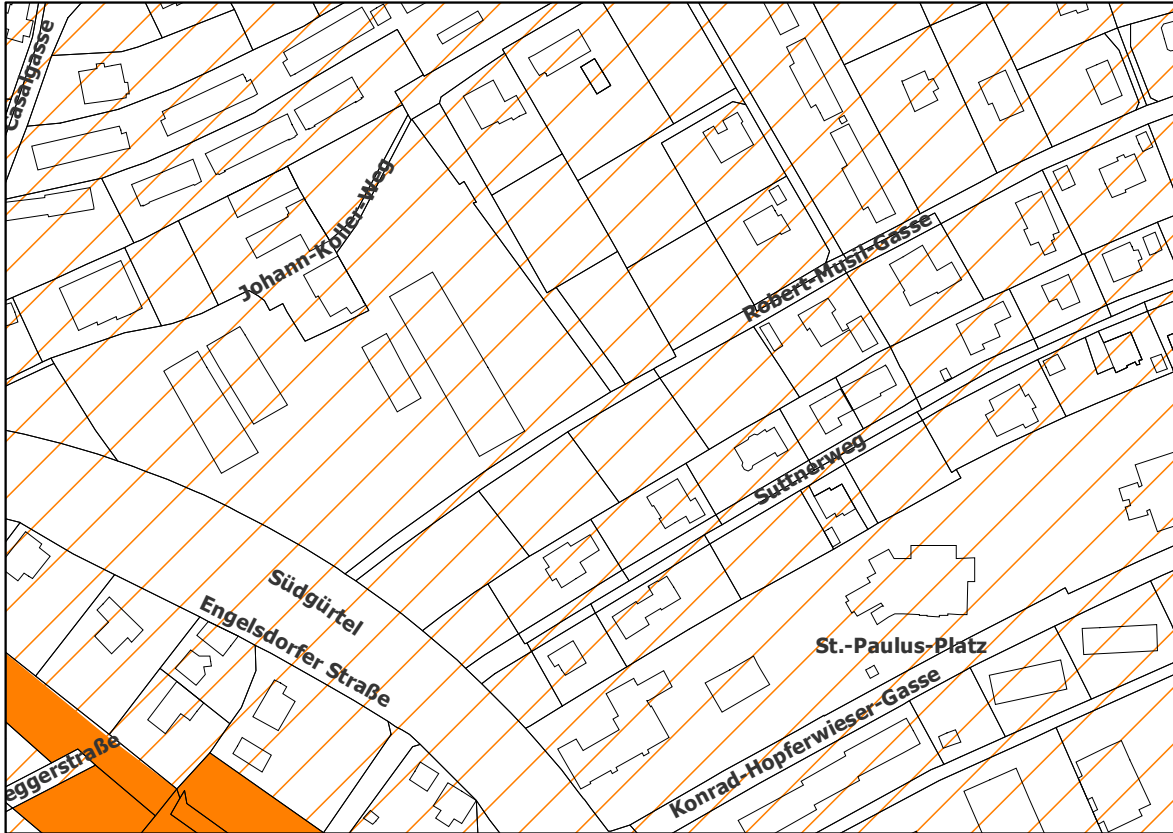 Casalgasse
Johann-Koller-Weg
Robert-Musil-Gasse
Suttnerweg
Südgürtel
Engelsdorfer Straße
St.-Paulus-Platz
Konrad-Hopferwieser-Gasse
eggerstraße